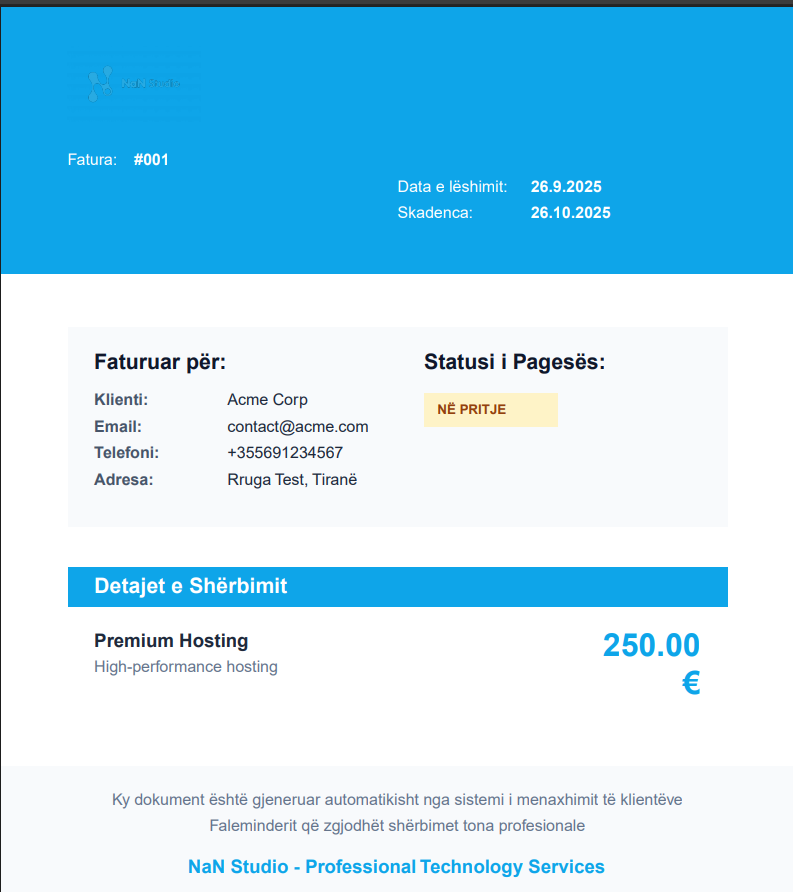 NaN Studio
Fatura: #001
Data e lëshimit: 26.9.2025
Skadenca: 26.10.2025
Faturuar për:
Klienti: Acme Corp
Email: contact@acme.com
Telefoni: +355691234567
Adresa: Rruga Test, Tiranë
Statusi i Pagesës:
NË PRITJE
Detajet e Shërbimit
Premium Hosting
High-performance hosting
250.00
€
Ky dokument është gjeneruar automatikisht nga sistemi i menaxhimit të klientëve
Faleminderit që zgjodhët shërbimet tona profesionale
NaN Studio - Professional Technology Services